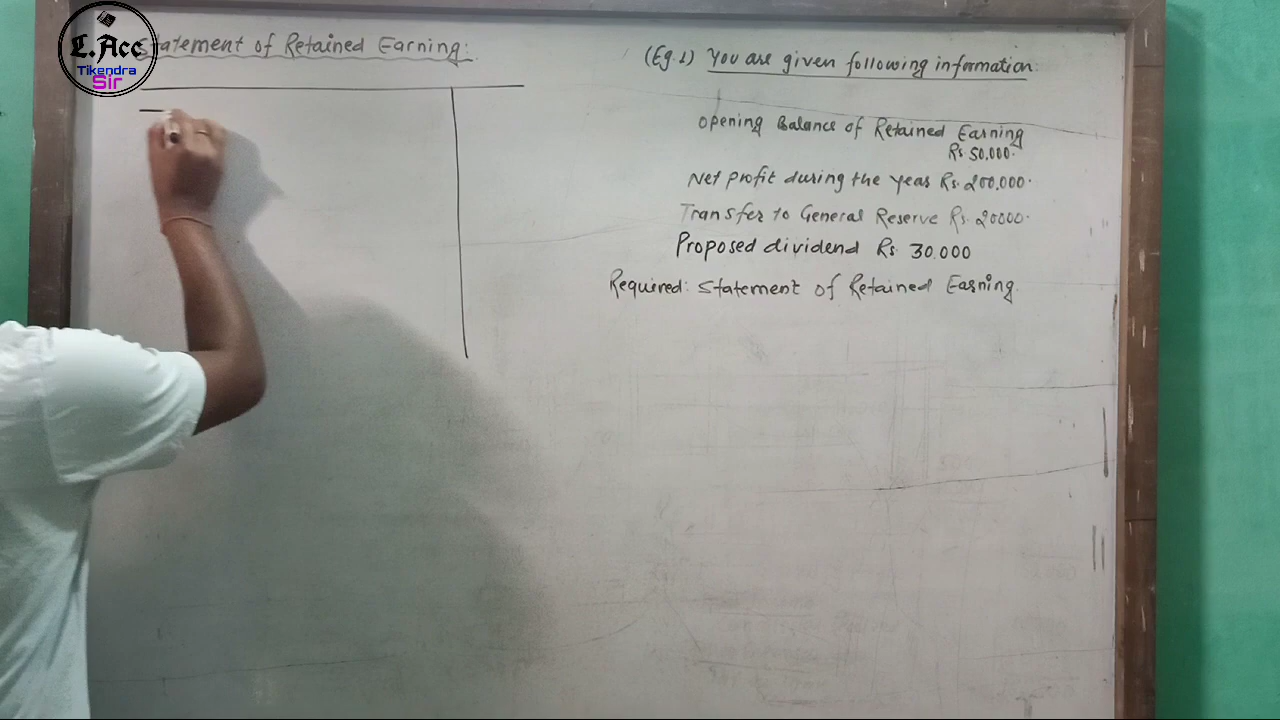 L.Acc
Tikendra
Sir
Statement of Retained Earning:
(Eg.1) You are given following information:
Opening Balance of Retained Earning
Rs 50,000.
Net profit during the year Rs. 200,000.
Transfer to General Reserve Rs. 20000.
Proposed dividend Rs. 30,000
Required: Statement of Retained Earning.